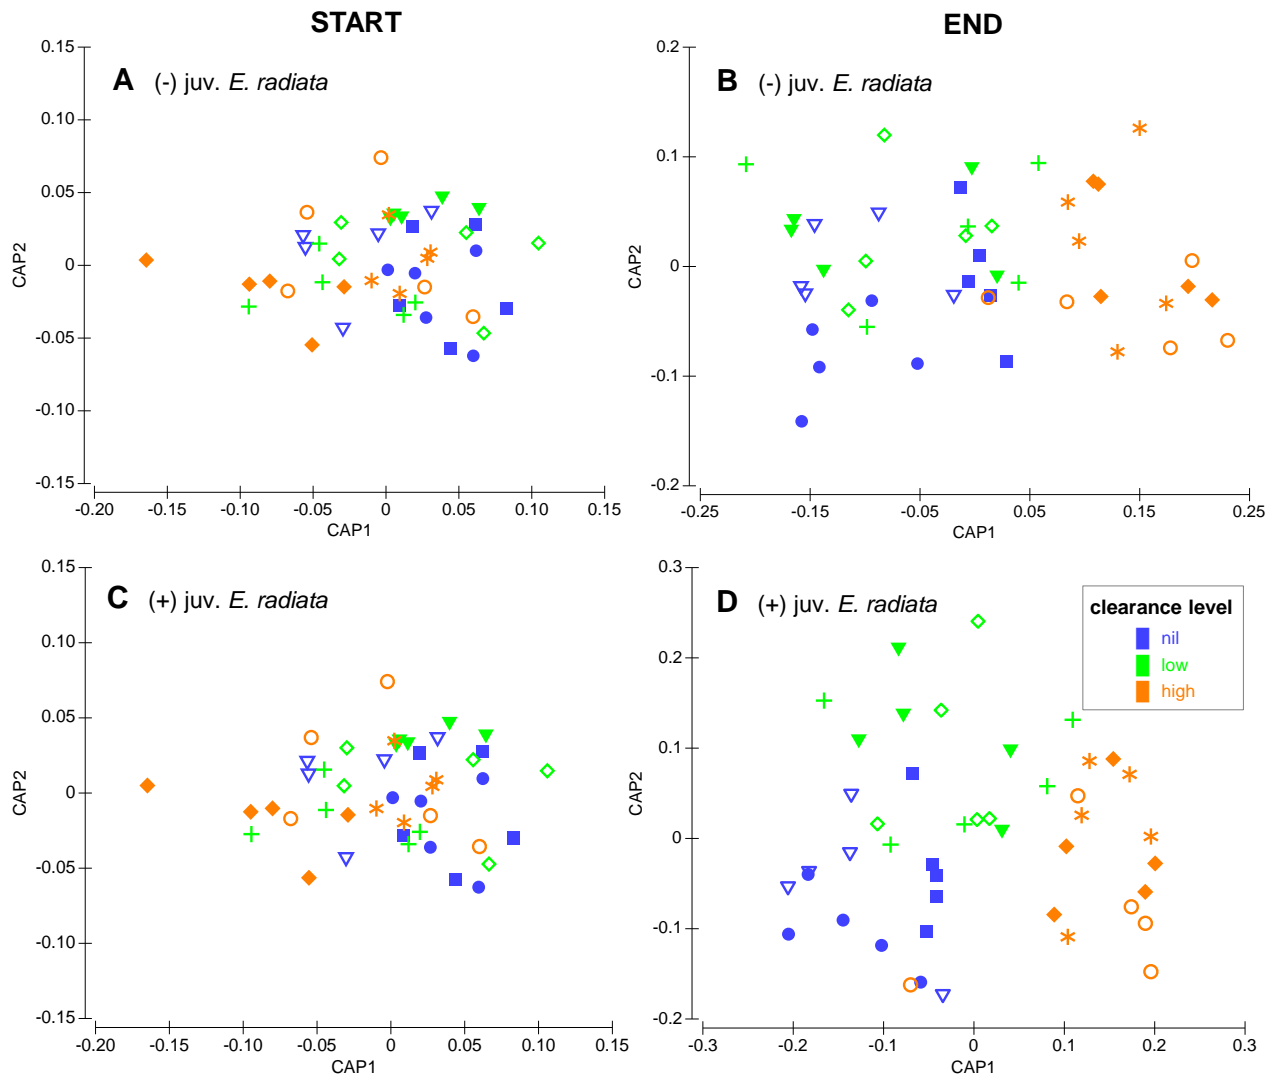 START
END
A (-) juv. E. radiata
0.15
0.10
0.05
0
-0.05
-0.10
-0.15
CAP2
-0.20
-0.10
-0.05
0
0.05
0.10
0.15
CAP1
B (-) juv. E. radiata
0.2
0.1
0
-0.1
-0.2
CAP2
-0.25
-0.15
-0.05
0.05
0.15
0.25
CAP1
C (+) juv. E. radiata
0.15
0.10
0.05
0
-0.05
-0.10
-0.15
CAP2
-0.20
-0.10
-0.05
0
0.05
0.10
0.15
CAP1
D (+) juv. E. radiata
0.3
0.2
0.1
0
-0.1
-0.2
CAP2
-0.3
-0.2
-0.1
0
0.1
0.2
0.3
CAP1
clearance level
nil
low
high